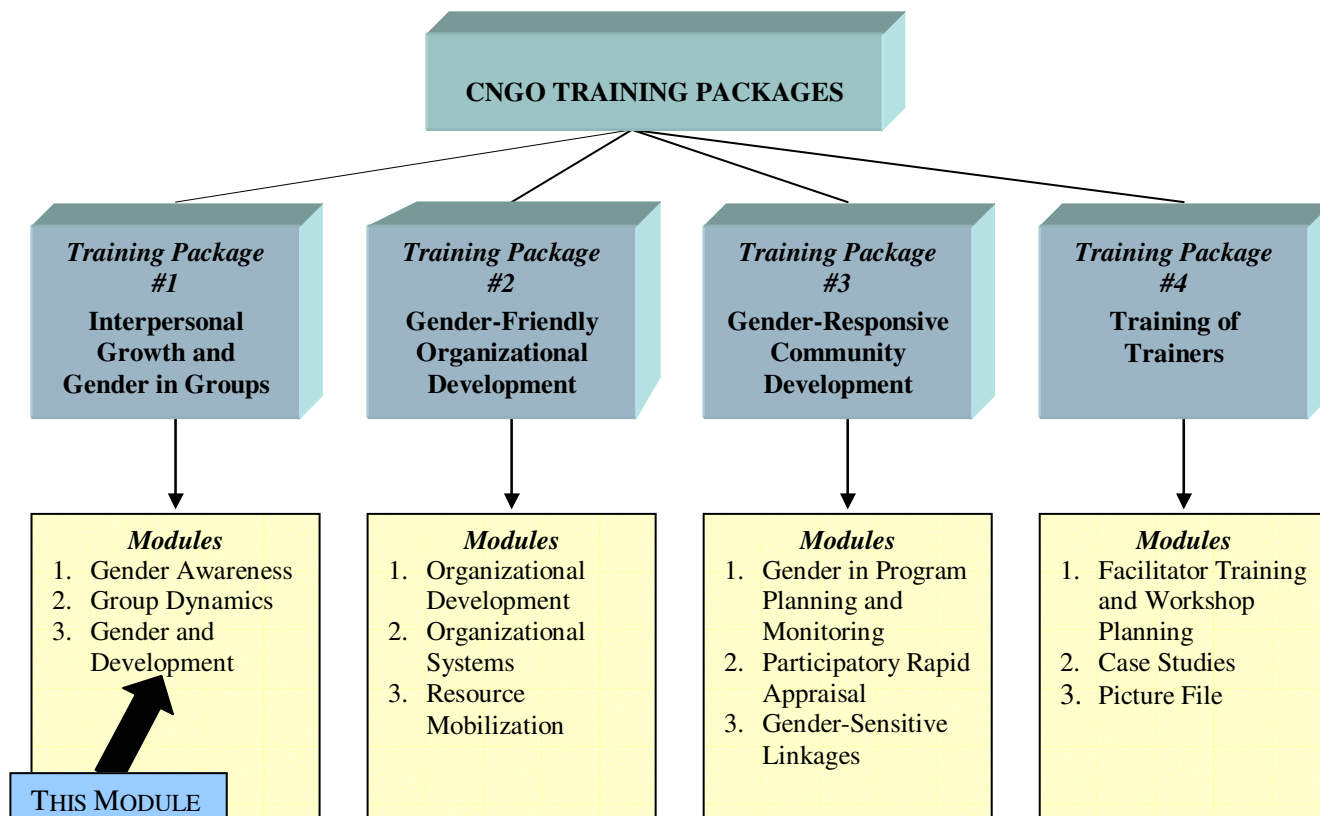 CNGO TRAINING PACKAGES
Training Package
#1
Interpersonal
Growth and
Gender in Groups
Training Package
#2
Gender-Friendly
Organizational
Development
Training Package
#3
Gender-Responsive
Community
Development
Training Package
#4
Training of
Trainers
Modules
1. Gender Awareness
2. Group Dynamics
3. Gender and
Development
THIS MODULE
Modules
1. Organizational
Development
2. Organizational
Systems
3. Resource
Mobilization
Modules
1. Gender in Program
Planning and
Monitoring
2. Participatory Rapid
Appraisal
3. Gender-Sensitive
Linkages
Modules
1. Facilitator Training
and Workshop
Planning
2. Case Studies
3. Picture File